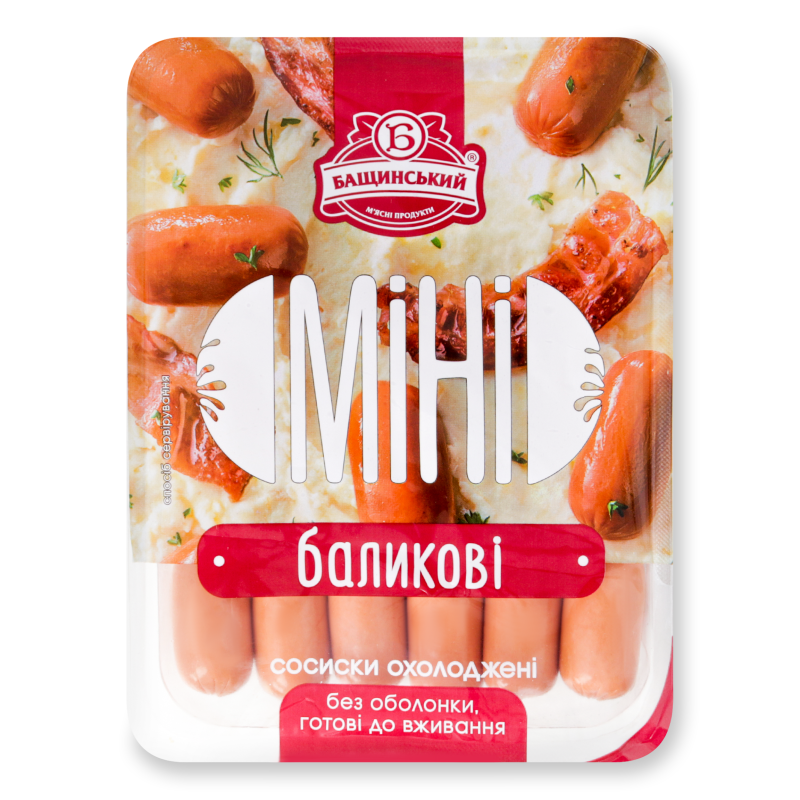 Б
БАЩИНСЬКИЙ®
М'ЯСНІ ПРОДУКТИ
міні
спосіб сервірування
баликові
сосиски охолоджені
без оболонки,
готові до вживання